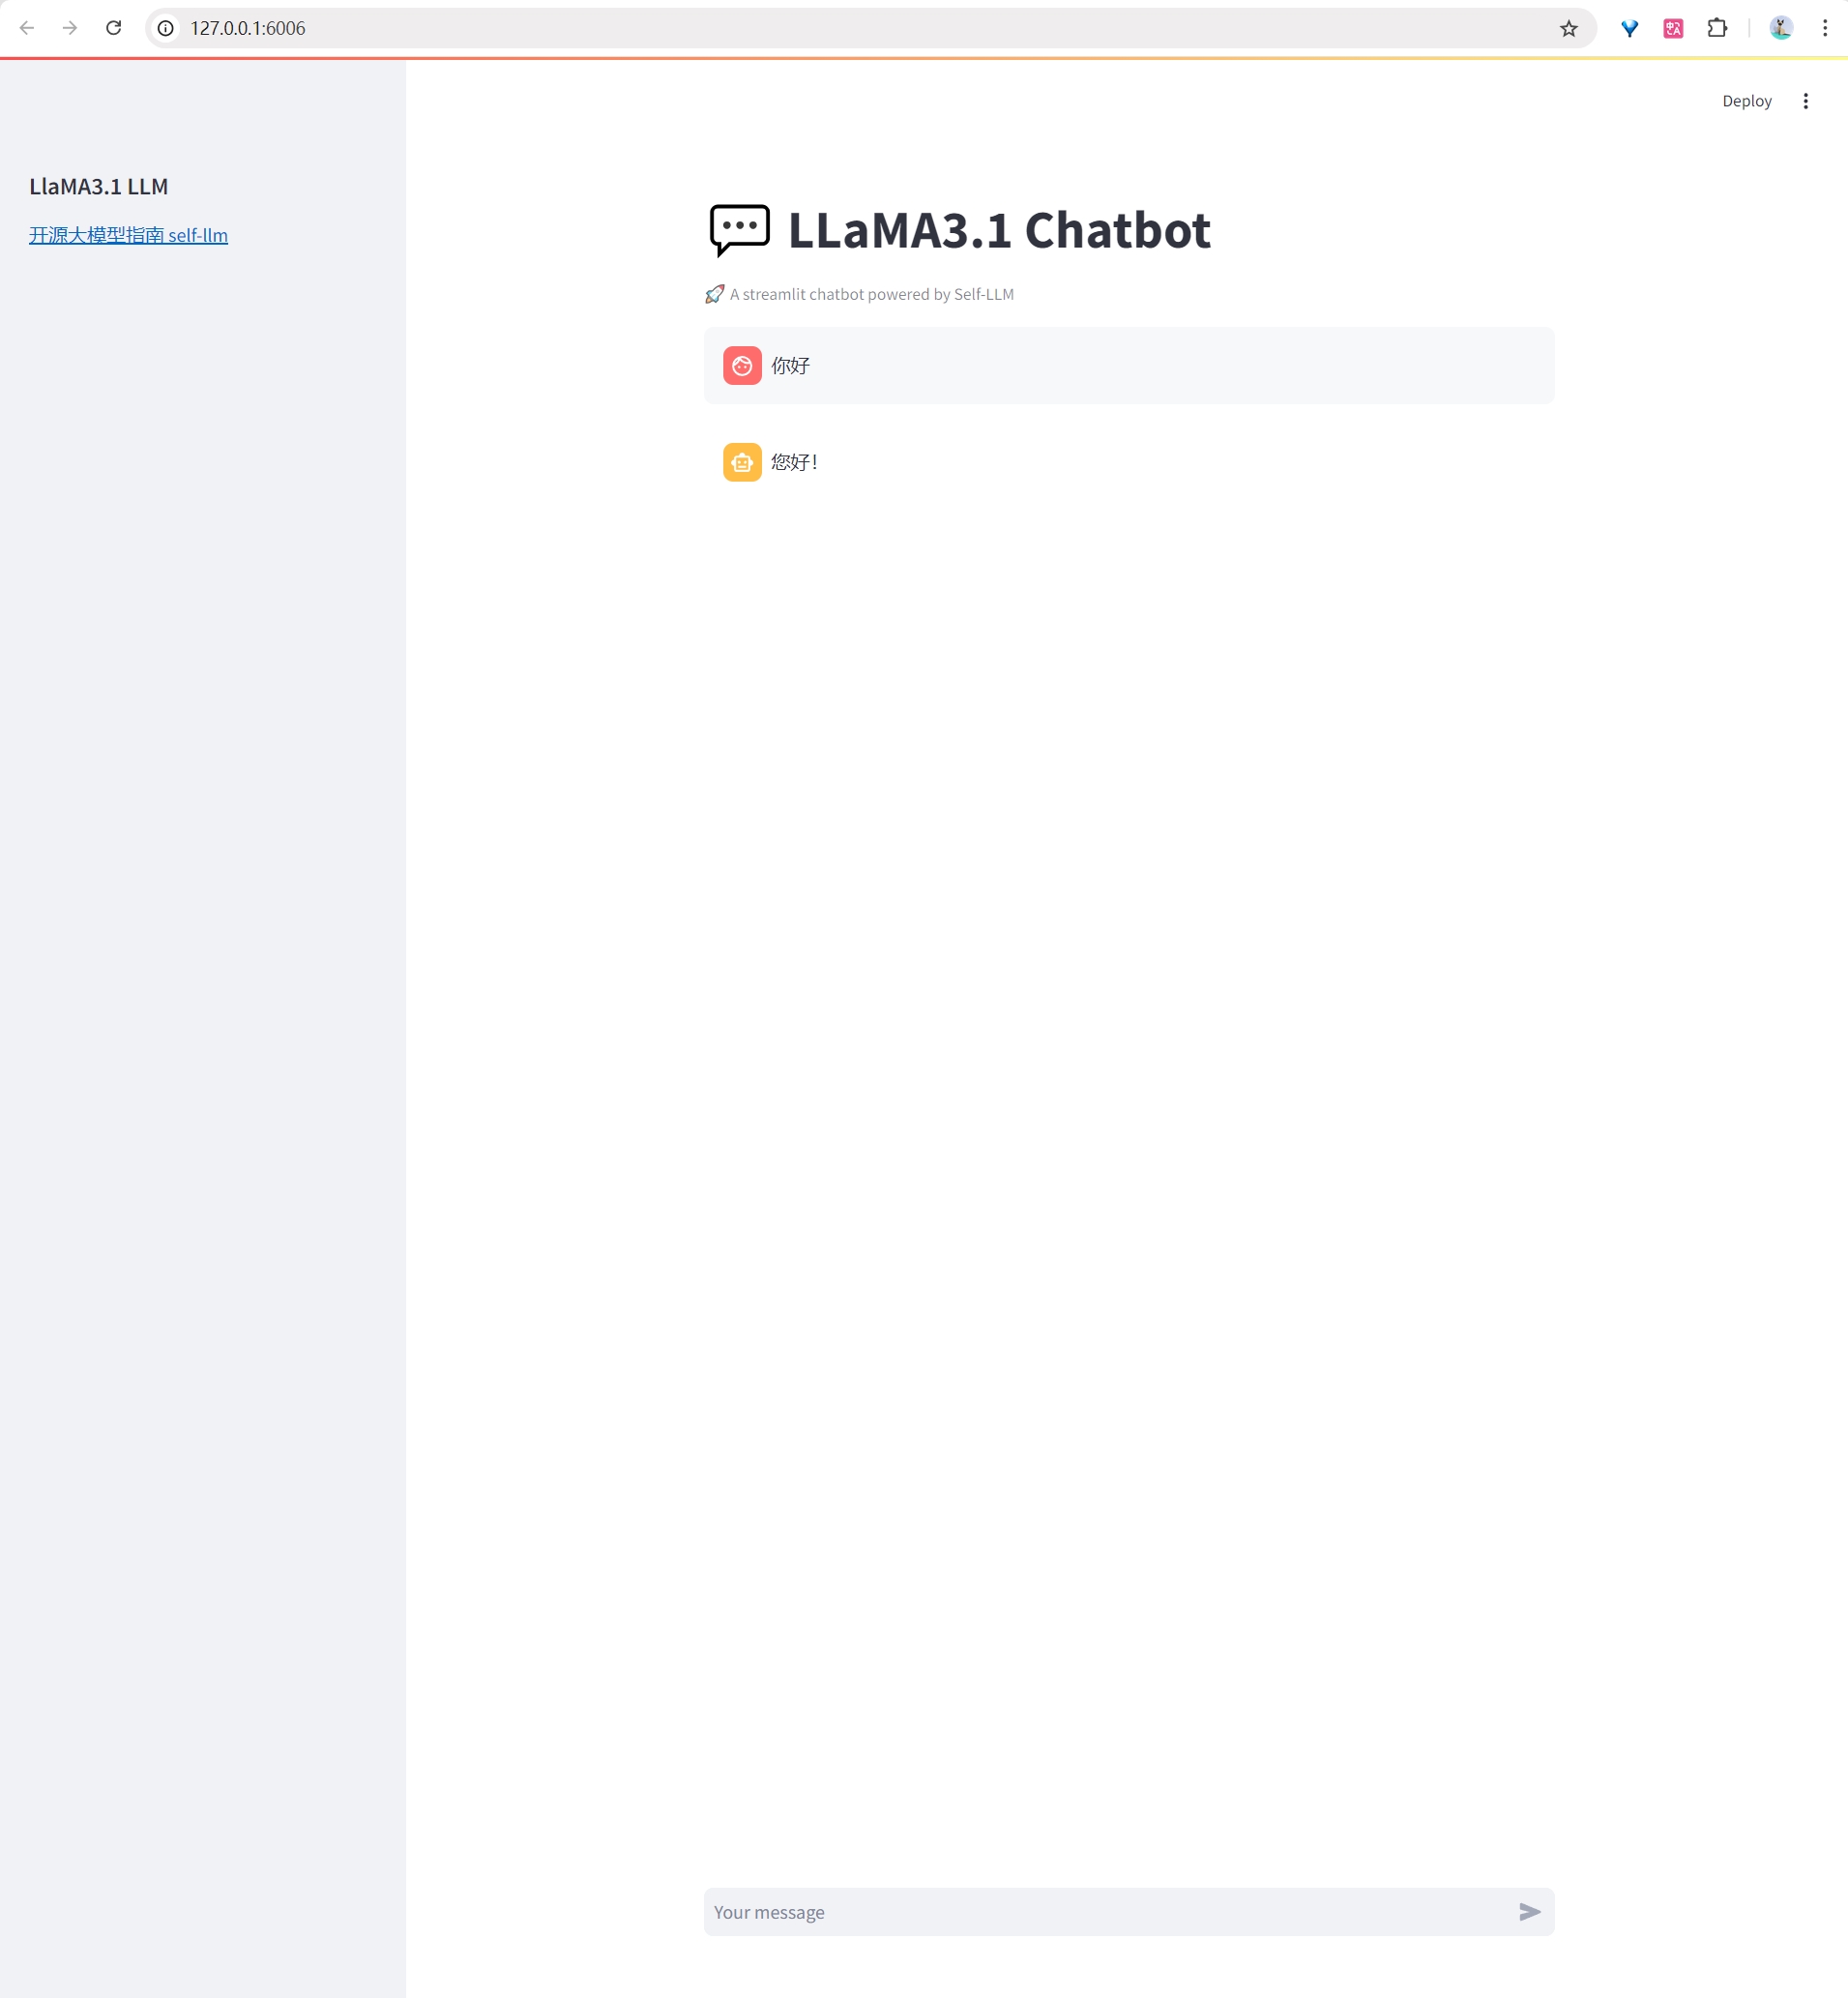 127.0.0.1:6006
Deploy
LlaMA3.1 LLM
开源大模型指南 self-llm
LLaMA3.1 Chatbot
🚀 A streamlit chatbot powered by Self-LLM
你好
您好！
Your message